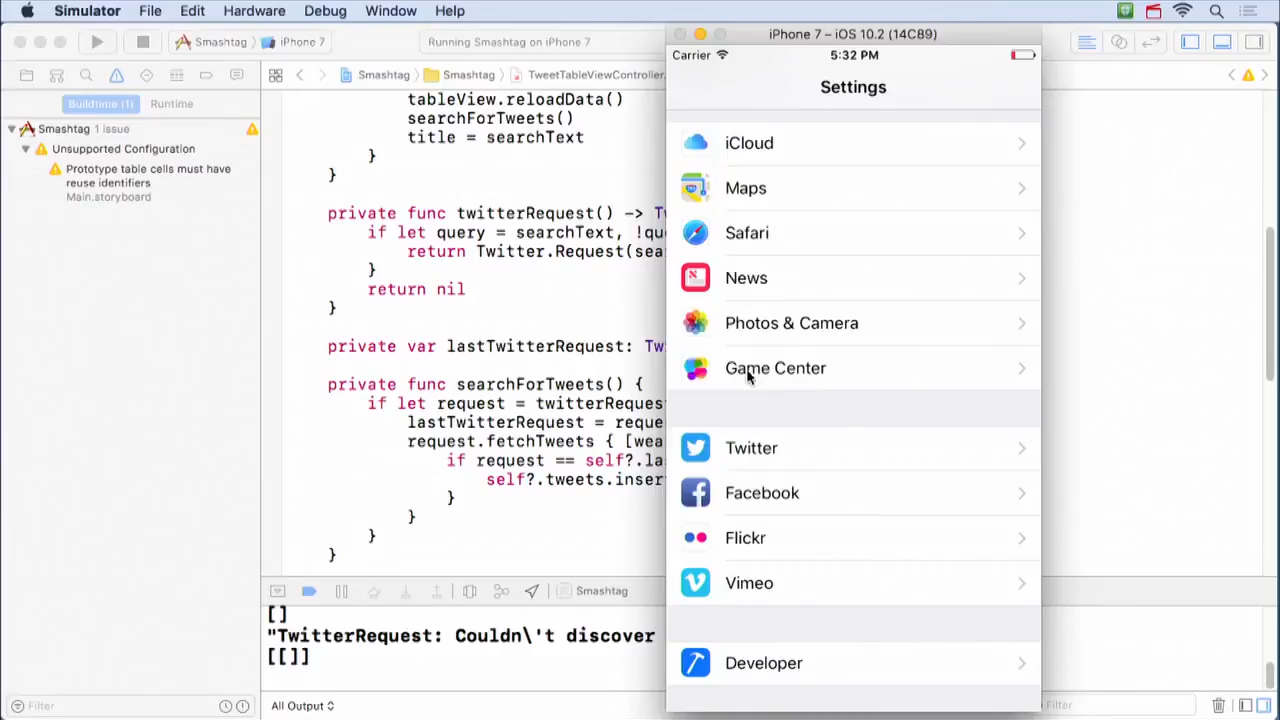 Simulator File Edit Hardware Debug Window Help
Smashtag iPhone 7
Running Smashtag on iPhone 7
iPhone 7 – iOS 10.2 (14C89)
Smashtag Smashtag TweetTableViewController.
Buildtime (1) Runtime
Smashtag 1 issue
Unsupported Configuration
Prototype table cells must have
reuse identifiers
Main.storyboard
Filter
tableView.reloadData()
searchForTweets()
title = searchText
}
}
private func twitterRequest() -> Tw
if let query = searchText, !que
return Twitter.Request(sea
}
return nil
}
private var lastTwitterRequest: Twi
private func searchForTweets() {
if let request = twitterReques
lastTwitterRequest = reque
request.fetchTweets { [wea
if request == self?.la
self?.tweets.inser
}
}
}
}
Smashtag
[]
"TwitterRequest: Couldn\'t discover
[[]]
All Output
Filter
Carrier 5:32 PM
Settings
iCloud
Maps
Safari
News
Photos & Camera
Game Center
Twitter
Facebook
Flickr
Vimeo
Developer